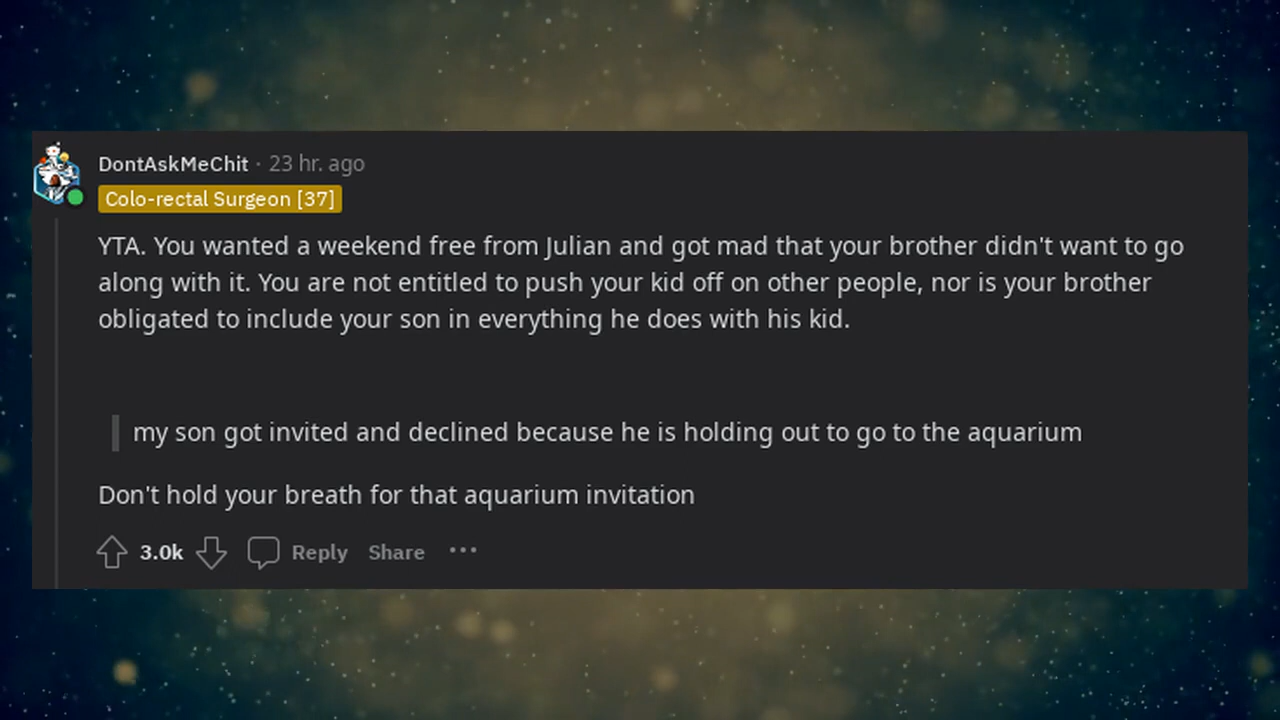 DontAskMeChit · 23 hr. ago
Colo-rectal Surgeon [37]
YTA. You wanted a weekend free from Julian and got mad that your brother didn't want to go
along with it. You are not entitled to push your kid off on other people, nor is your brother
obligated to include your son in everything he does with his kid.
my son got invited and declined because he is holding out to go to the aquarium
Don't hold your breath for that aquarium invitation
3.0k Reply Share ···